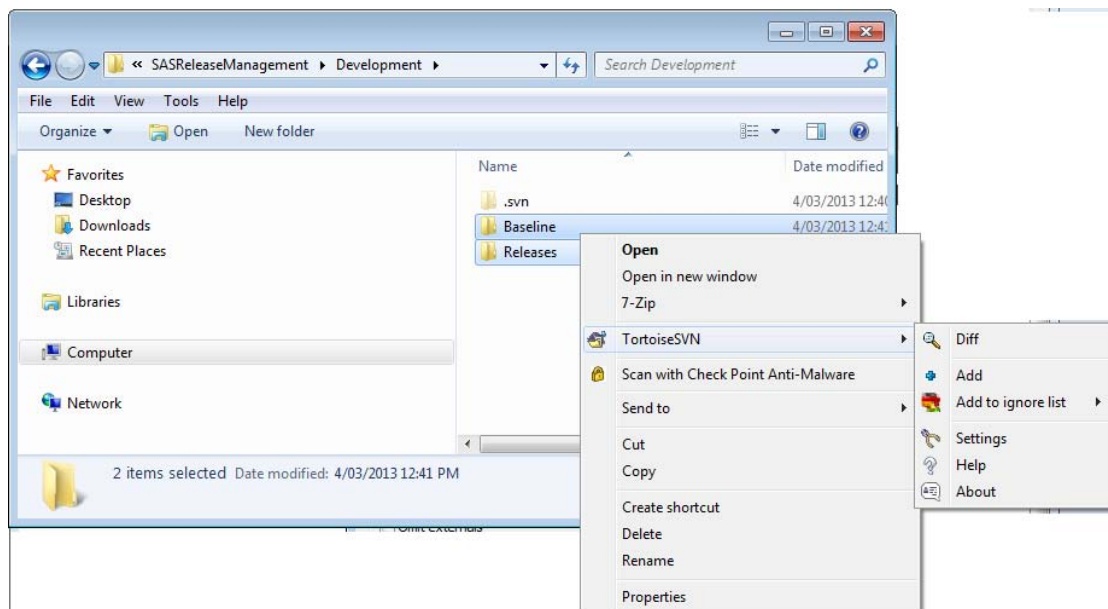 « SASReleaseManagement ▸ Development ▸
Search Development
File Edit View Tools Help
Organize ▾ Open New folder
Name Date modified
Favorites
Desktop
Downloads
Recent Places
Libraries
Computer
Network
.svn 4/03/2013 12:40
Baseline 4/03/2013 12:41
Releases
Open
Open in new window
7-Zip
TortoiseSVN
Scan with Check Point Anti-Malware
Send to
Cut
Copy
Create shortcut
Delete
Rename
Properties
Diff
Add
Add to ignore list
Settings
Help
About
2 items selected Date modified: 4/03/2013 12:41 PM
Omit externals